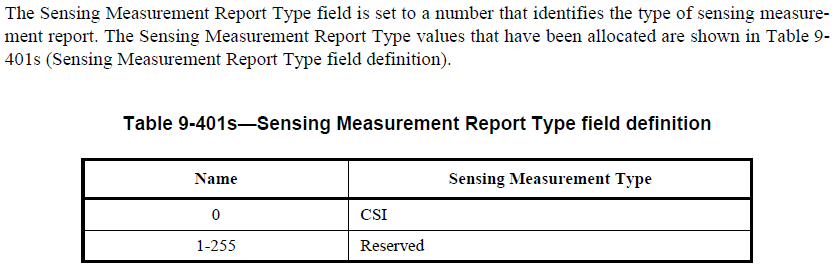 The Sensing Measurement Report Type field is set to a number that identifies the type of sensing measure-
ment report. The Sensing Measurement Report Type values that have been allocated are shown in Table 9-
401s (Sensing Measurement Report Type field definition).
Table 9-401s—Sensing Measurement Report Type field definition
Name Sensing Measurement Type
0 CSI
1-255 Reserved